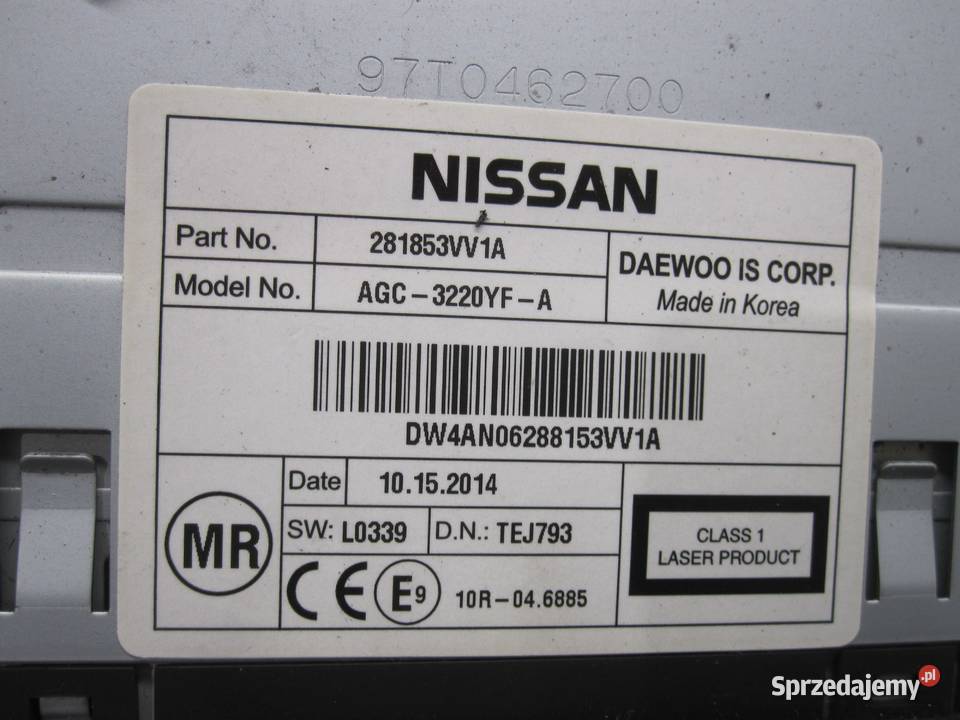 97T0462700
NISSAN
Part No. 281853VV1A
Model No. AGC-3220YF-A
DAEWOO IS CORP.
Made in Korea
DW4AN06288153VV1A
MR
Date 10.15.2014
SW: L0339 D.N.: TEJ793
CE E9 10R-04.6885
CLASS 1
LASER PRODUCT
Sprzedajemy.pl